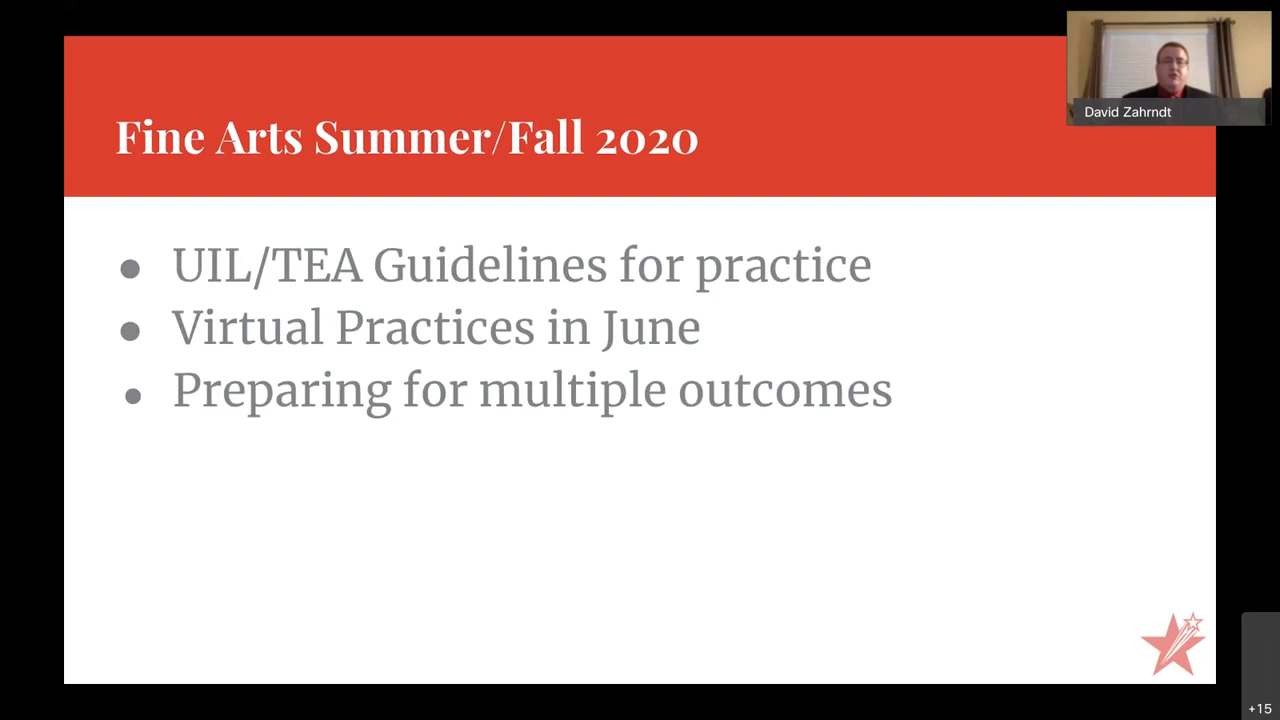 David Zahrndt
Fine Arts Summer/Fall 2020
● UIL/TEA Guidelines for practice
● Virtual Practices in June
● Preparing for multiple outcomes
+15